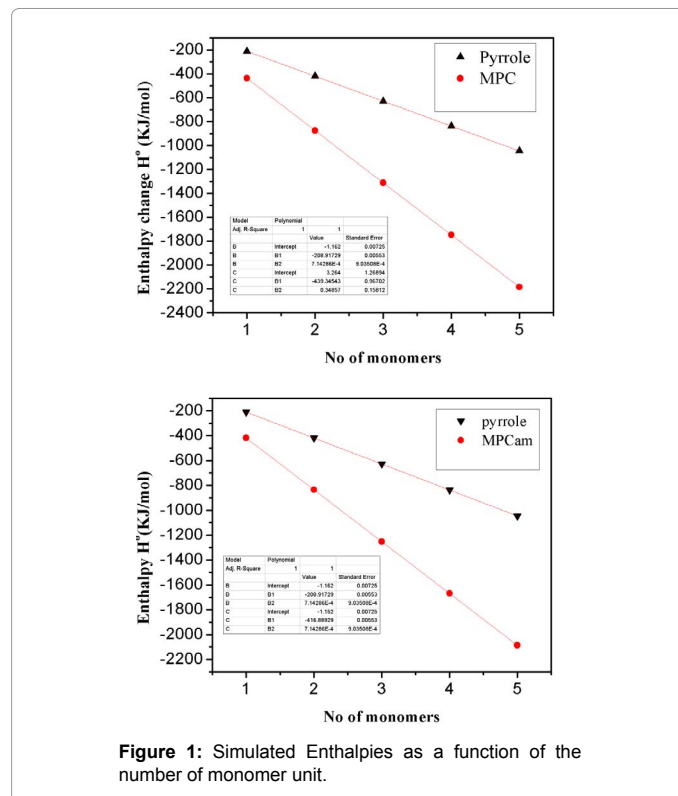 Pyrrole
MPC
-200
-400
-600
-800
-1000
-1200
-1400
-1600
-1800
-2000
-2200
-2400
Enthalpy change H° (KJ/mol)
Model Polynomial
Adj. R-Square 1 1
Value Standard Error
B Intercept -1.162 0.00725
B B1 -208.91729 0.00553
B B2 7.14286E-4 9.03508E-4
C Intercept 3.264 1.26894
C B1 -439.34543 0.96702
C B2 0.34857 0.15812
1 2 3 4 5
No of monomers
pyrrole
MPCam
-200
-400
-600
-800
-1000
-1200
-1400
-1600
-1800
-2000
-2200
Enthalpy H°(KJ/mol)
Model Polynomial
Adj. R-Square 1 1
Value Standard Error
B Intercept -1.162 0.00725
B B1 -208.91729 0.00553
B B2 7.14286E-4 9.03508E-4
C Intercept -1.152 0.00725
C B1 -416.88929 0.00553
C B2 7.14286E-4 9.03508E-4
1 2 3 4 5
No of monomers
Figure 1: Simulated Enthalpies as a function of the
number of monomer unit.